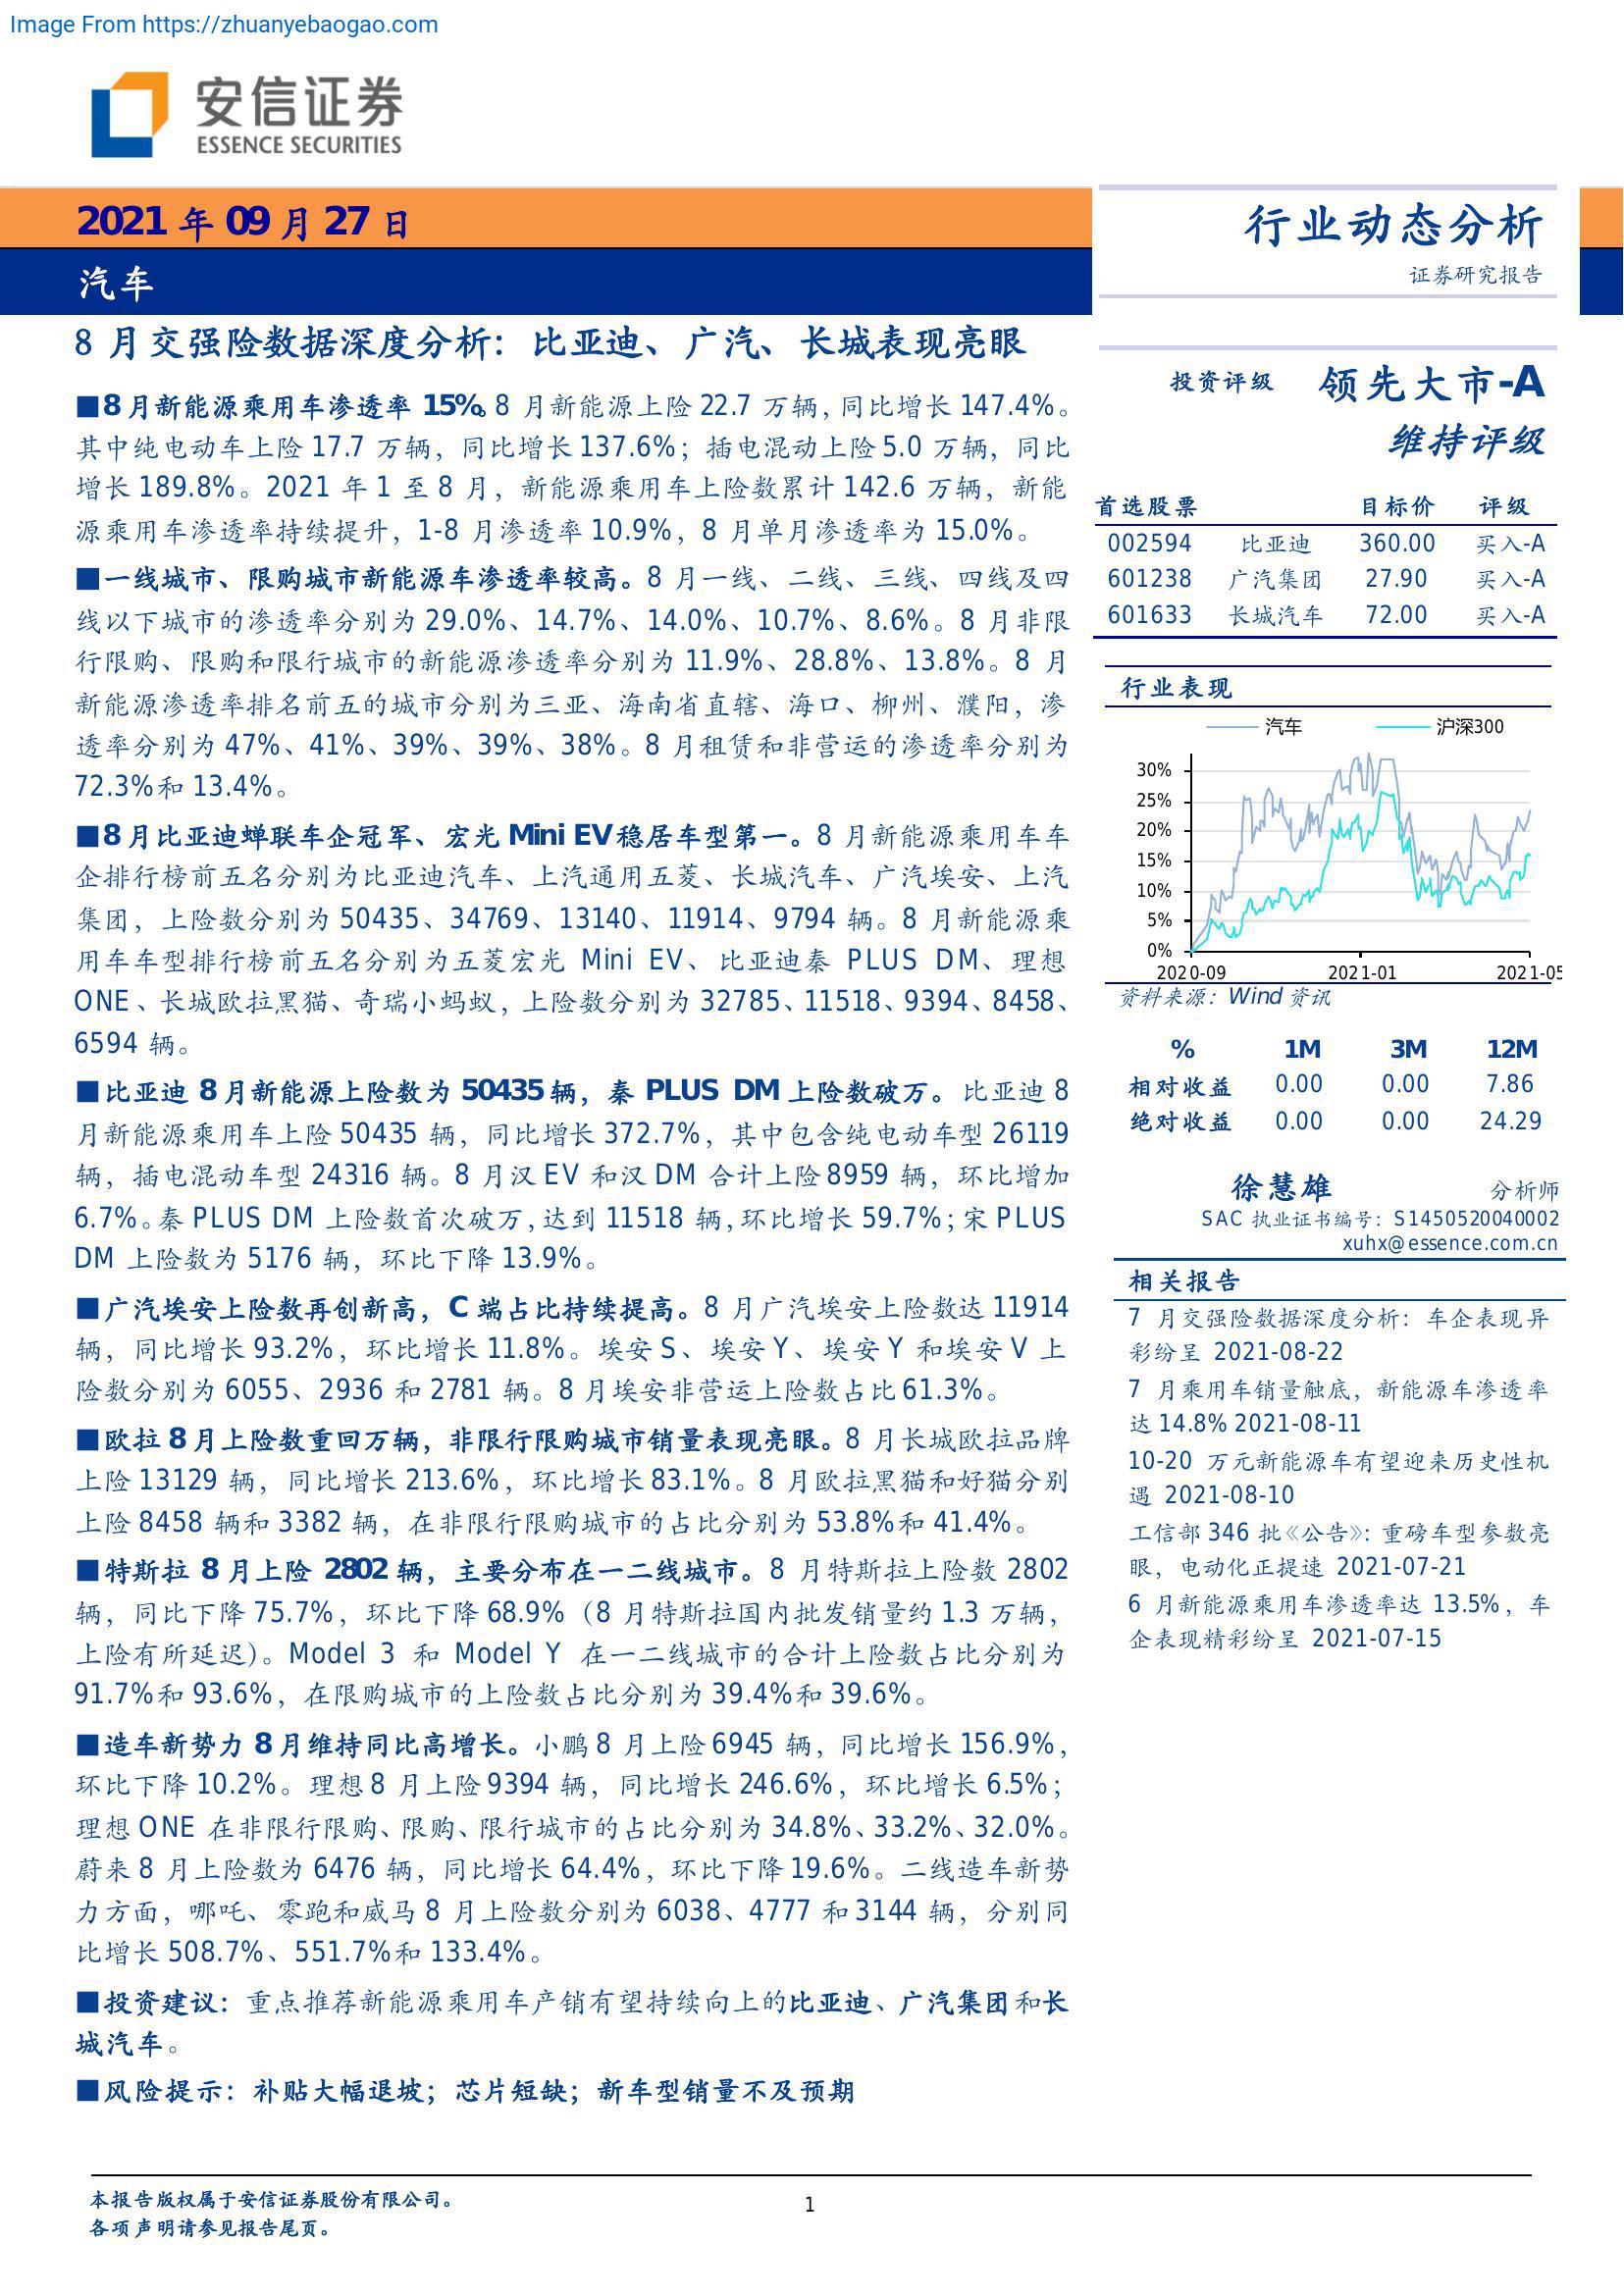 Image From https://zhuanyebaogao.com
安信证券
ESSENCE SECURITIES
2021 年 09 月 27 日
汽车
行业动态分析
证券研究报告
8 月交强险数据深度分析：比亚迪、广汽、长城表现亮眼
■8 月新能源乘用车渗透率 15%。8 月新能源上险 22.7 万辆，同比增长 147.4%。
其中纯电动车上险 17.7 万辆，同比增长 137.6%；插电混动上险 5.0 万辆，同比
增长 189.8%。2021 年 1 至 8 月，新能源乘用车上险数累计 142.6 万辆，新能
源乘用车渗透率持续提升，1-8 月渗透率 10.9%，8 月单月渗透率为 15.0%。
■一线城市、限购城市新能源车渗透率较高。8 月一线、二线、三线、四线及四
线以下城市的渗透率分别为 29.0%、14.7%、14.0%、10.7%、8.6%。8 月非限
行限购、限购和限行城市的新能源渗透率分别为 11.9%、28.8%、13.8%。8 月
新能源渗透率排名前五的城市分别为三亚、海南省直辖、海口、柳州、濮阳，渗
透率分别为 47%、41%、39%、39%、38%。8 月租赁和非营运的渗透率分别为
72.3%和 13.4%。
■8 月比亚迪蝉联车企冠军、宏光 Mini EV 稳居车型第一。8 月新能源乘用车车
企排行榜前五名分别为比亚迪汽车、上汽通用五菱、长城汽车、广汽埃安、上汽
集团，上险数分别为 50435、34769、13140、11914、9794 辆。8 月新能源乘
用车车型排行榜前五名分别为五菱宏光 Mini EV、比亚迪秦 PLUS DM、理想
ONE、长城欧拉黑猫、奇瑞小蚂蚁，上险数分别为 32785、11518、9394、8458、
6594 辆。
■比亚迪 8 月新能源上险数为 50435 辆，秦 PLUS DM 上险数破万。比亚迪 8
月新能源乘用车上险 50435 辆，同比增长 372.7%，其中包含纯电动车型 26119
辆，插电混动车型 24316 辆。8 月汉 EV 和汉 DM 合计上险 8959 辆，环比增加
6.7%。秦 PLUS DM 上险数首次破万，达到 11518 辆，环比增长 59.7%；宋 PLUS
DM 上险数为 5176 辆，环比下降 13.9%。
■广汽埃安上险数再创新高，C 端占比持续提高。8 月广汽埃安上险数达 11914
辆，同比增长 93.2%，环比增长 11.8%。埃安 S、埃安 Y、埃安 Y 和埃安 V 上
险数分别为 6055、2936 和 2781 辆。8 月埃安非营运上险数占比 61.3%。
■欧拉 8 月上险数重回万辆，非限行限购城市销量表现亮眼。8 月长城欧拉品牌
上险 13129 辆，同比增长 213.6%，环比增长 83.1%。8 月欧拉黑猫和好猫分别
上险 8458 辆和 3382 辆，在非限行限购城市的占比分别为 53.8%和 41.4%。
■特斯拉 8 月上险 2802 辆，主要分布在一二线城市。8 月特斯拉上险数 2802
辆，同比下降 75.7%，环比下降 68.9%（8 月特斯拉国内批发销量约 1.3 万辆，
上险有所延迟）。Model 3 和 Model Y 在一二线城市的合计上险数占比分别为
91.7%和 93.6%，在限购城市的上险数占比分别为 39.4%和 39.6%。
■造车新势力 8 月维持同比高增长。小鹏 8 月上险 6945 辆，同比增长 156.9%，
环比下降 10.2%。理想 8 月上险 9394 辆，同比增长 246.6%，环比增长 6.5%；
理想 ONE 在非限行限购、限购、限行城市的占比分别为 34.8%、33.2%、32.0%。
蔚来 8 月上险数为 6476 辆，同比增长 64.4%，环比下降 19.6%。二线造车新势
力方面，哪吒、零跑和威马 8 月上险数分别为 6038、4777 和 3144 辆，分别同
比增长 508.7%、551.7%和 133.4%。
■投资建议：重点推荐新能源乘用车产销有望持续向上的比亚迪、广汽集团和长
城汽车。
■风险提示：补贴大幅退坡；芯片短缺；新车型销量不及预期
投资评级 领先大市-A
维持评级
首选股票 目标价 评级
002594 比亚迪 360.00 买入-A
601238 广汽集团 27.90 买入-A
601633 长城汽车 72.00 买入-A
行业表现
汽车 沪深300
30%
25%
20%
15%
10%
5%
0%
2020-09 2021-01 2021-05
资料来源：Wind 资讯
% 1M 3M 12M
相对收益 0.00 0.00 7.86
绝对收益 0.00 0.00 24.29
徐慧雄 分析师
SAC 执业证书编号：S1450520040002
xuhx@essence.com.cn
相关报告
7 月交强险数据深度分析：车企表现异
彩纷呈 2021-08-22
7 月乘用车销量触底，新能源车渗透率
达 14.8% 2021-08-11
10-20 万元新能源车有望迎来历史性机
遇 2021-08-10
工信部 346 批《公告》：重磅车型参数亮
眼，电动化正提速 2021-07-21
6 月新能源乘用车渗透率达 13.5%，车
企表现精彩纷呈 2021-07-15
本报告版权属于安信证券股份有限公司。
各项声明请参见报告尾页。
1